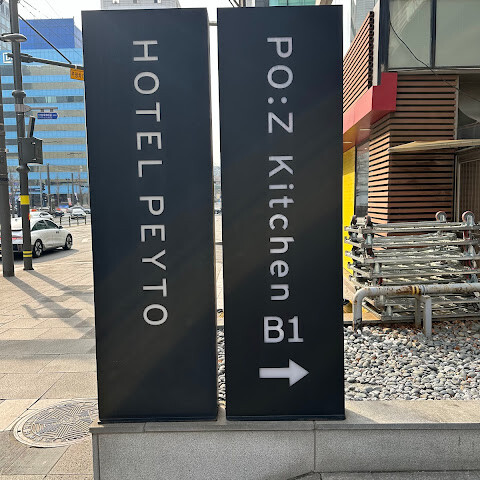 HOTEL PEYTO
PO:Z Kitchen
B1